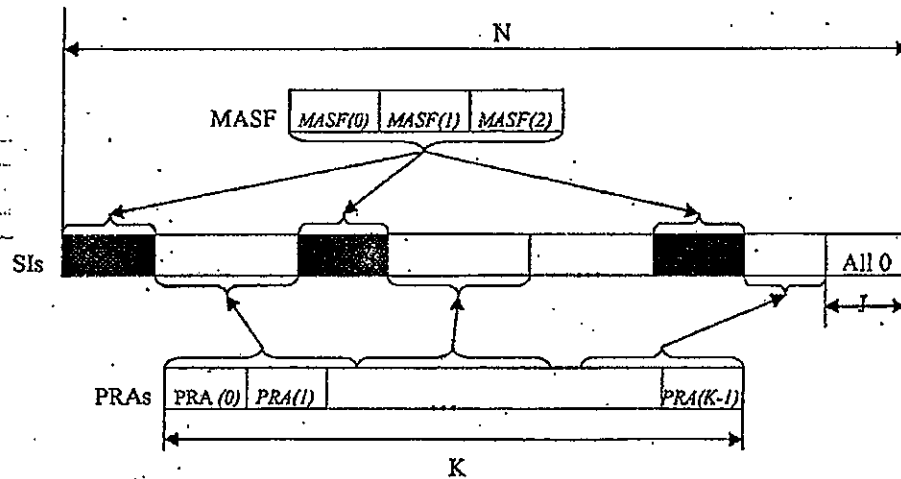 N
MASF MASF(0) MASF(1) MASF(2)
SIs All 0
J
PRAs PRA (0) PRA(1) ... PRA(K-1)
K